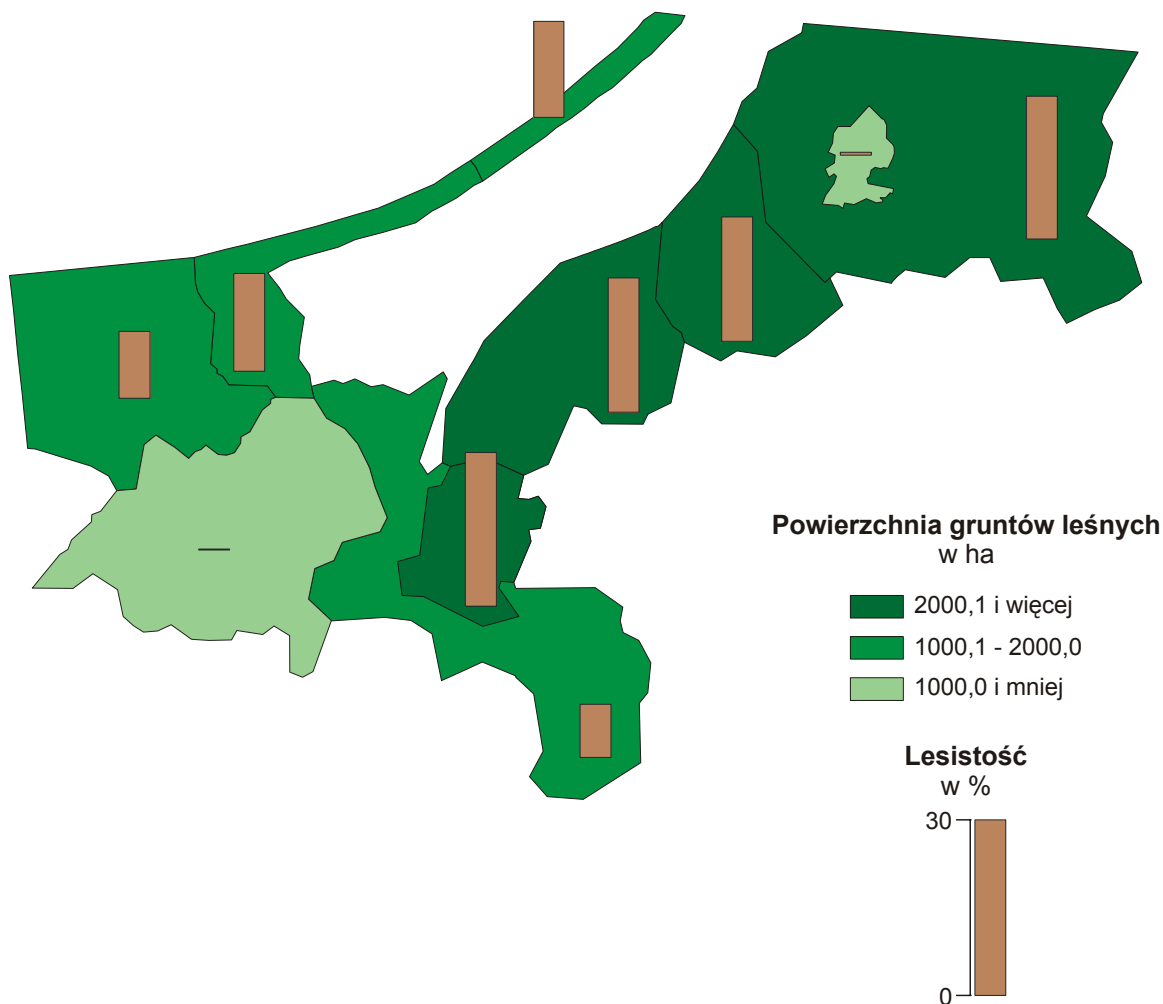 Powierzchnia gruntów leśnych
w ha
2000,1 i więcej
1000,1 - 2000,0
1000,0 i mniej
Lesistość
w %
30
0